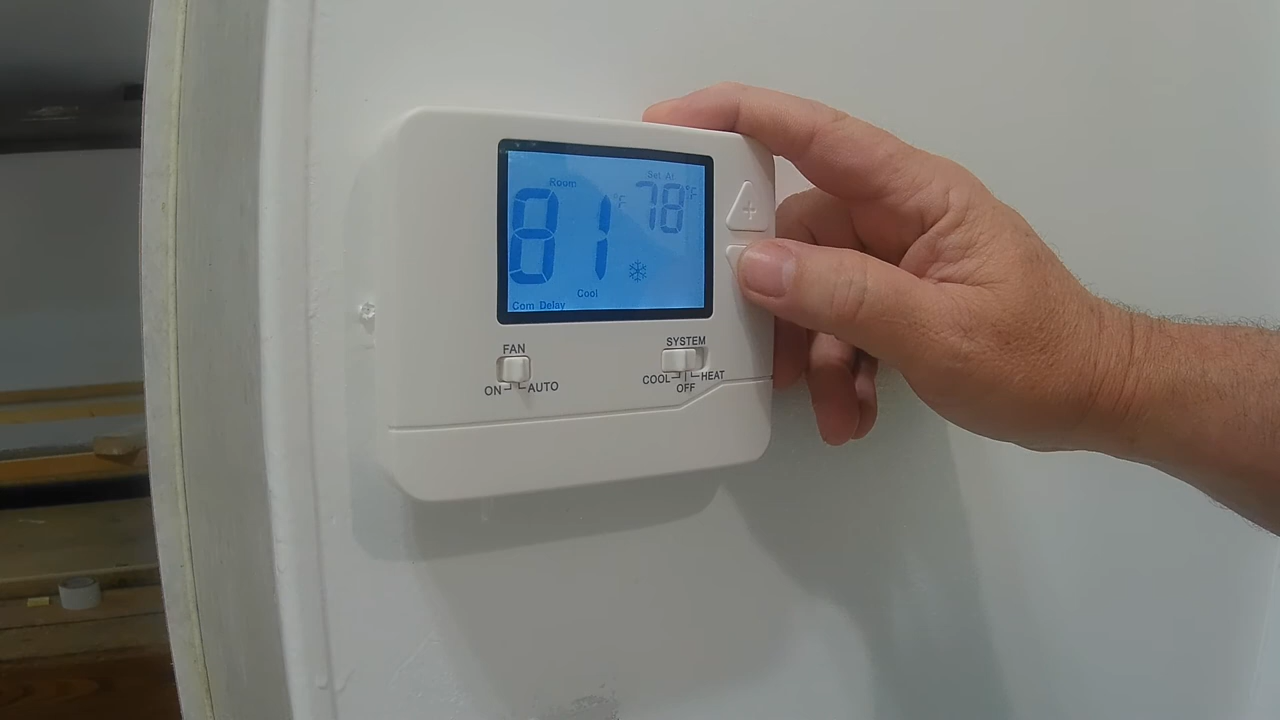 Room
Set At
81 °F
78 °F
Cool
Com Delay
+
FAN
ON AUTO
SYSTEM
COOL HEAT
OFF